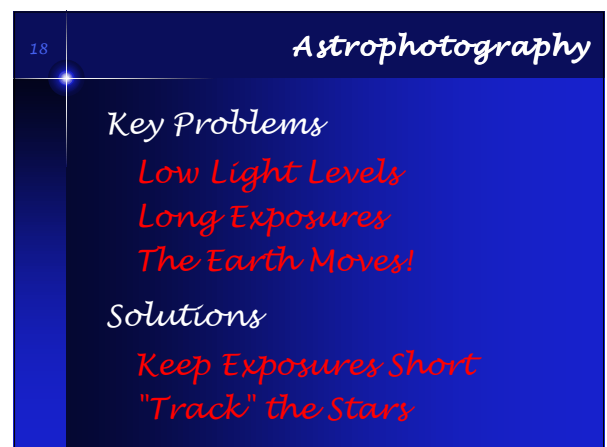 18
Astrophotography
Key Problems
Low Light Levels
Long Exposures
The Earth Moves!
Solutions
Keep Exposures Short
"Track" the Stars